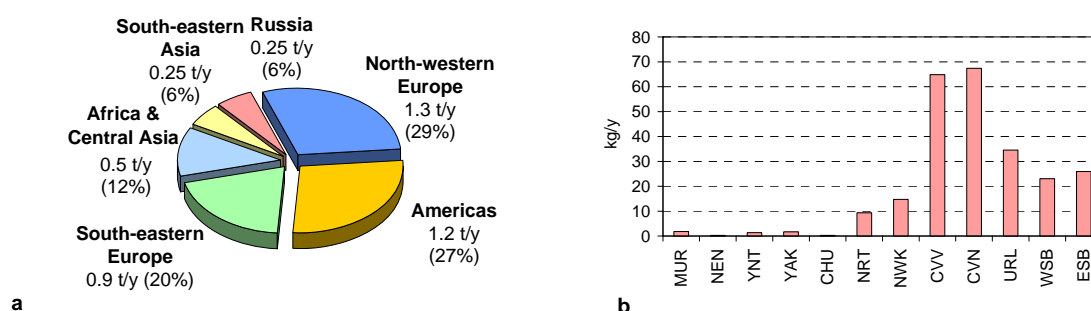 South-eastern
Asia
0.25 t/y
(6%)
Russia
0.25 t/y
(6%)
North-western
Europe
1.3 t/y
(29%)
Africa &
Central Asia
0.5 t/y
(12%)
Americas
1.2 t/y
(27%)
South-eastern
Europe
0.9 t/y (20%)
a
kg/y
80
70
60
50
40
30
20
10
0
MUR
NEN
YNT
YAK
CHU
NRT
NWK
CVV
CVN
URL
WSB
ESB
b